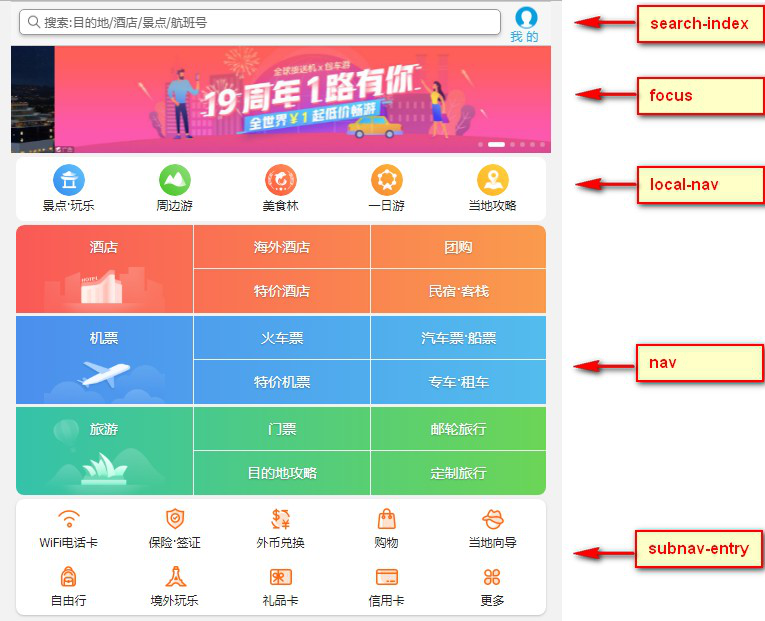 搜索:目的地/酒店/景点/航班号
我的
search-index
全球旅送机x包车游
19周年1路有你
全世界¥1起低价畅游
广告
focus
景点·玩乐
周边游
美食林
一日游
当地攻略
local-nav
酒店
海外酒店
团购
HOTEL
特价酒店
民宿·客栈
机票
火车票
汽车票·船票
特价机票
专车·租车
nav
旅游
门票
邮轮旅行
目的地攻略
定制旅行
WiFi电话卡
保险·签证
外币兑换
购物
当地向导
subnav-entry
自由行
境外玩乐
礼品卡
信用卡
更多